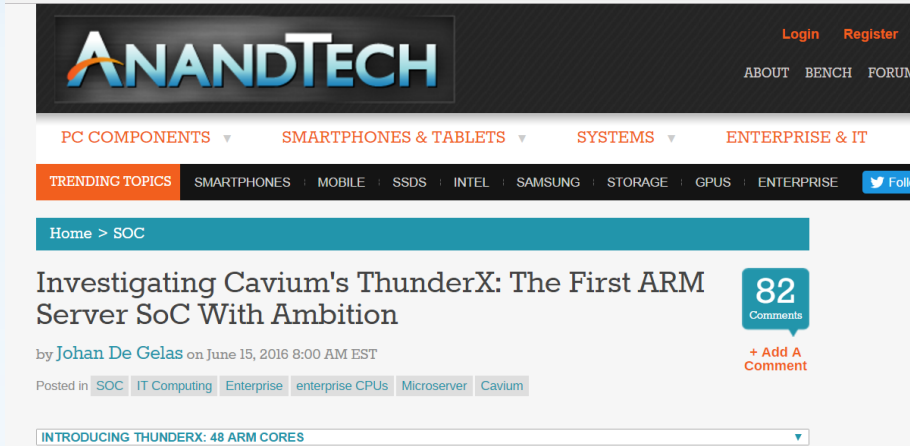 ANANDTECH
Login Register
ABOUT BENCH
PC COMPONENTS ▼ SMARTPHONES & TABLETS ▼ SYSTEMS ▼ ENTERPRISE & IT
TRENDING TOPICS SMARTPHONES MOBILE SSDS INTEL SAMSUNG STORAGE GPUS ENTERPRISE
Home > SOC
Investigating Cavium's ThunderX: The First ARM
Server SoC With Ambition
82
Comments
by Johan De Gelas on June 15, 2016 8:00 AM EST
+ Add A
Comment
Posted in SOC IT Computing Enterprise enterprise CPUs Microserver Cavium
INTRODUCING THUNDERX: 48 ARM CORES ▼